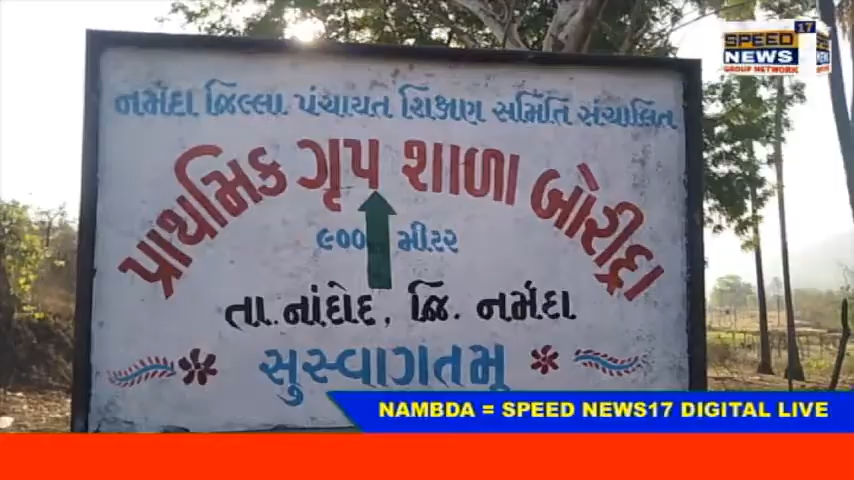 SPEED 17
NEWS
GROUP NETWORK
નર્મદા જિલ્લા પંચાયત શિક્ષણ સમિતિ સંચાલિત
પ્રાથમિક ગૃપ શાળા બોરીદ્રા
૯૦૦ મીટર
તા. નાંદોદ, જિ. નર્મદા
સુસ્વાગતમ્
NAMBDA = SPEED NEWS17 DIGITAL LIVE